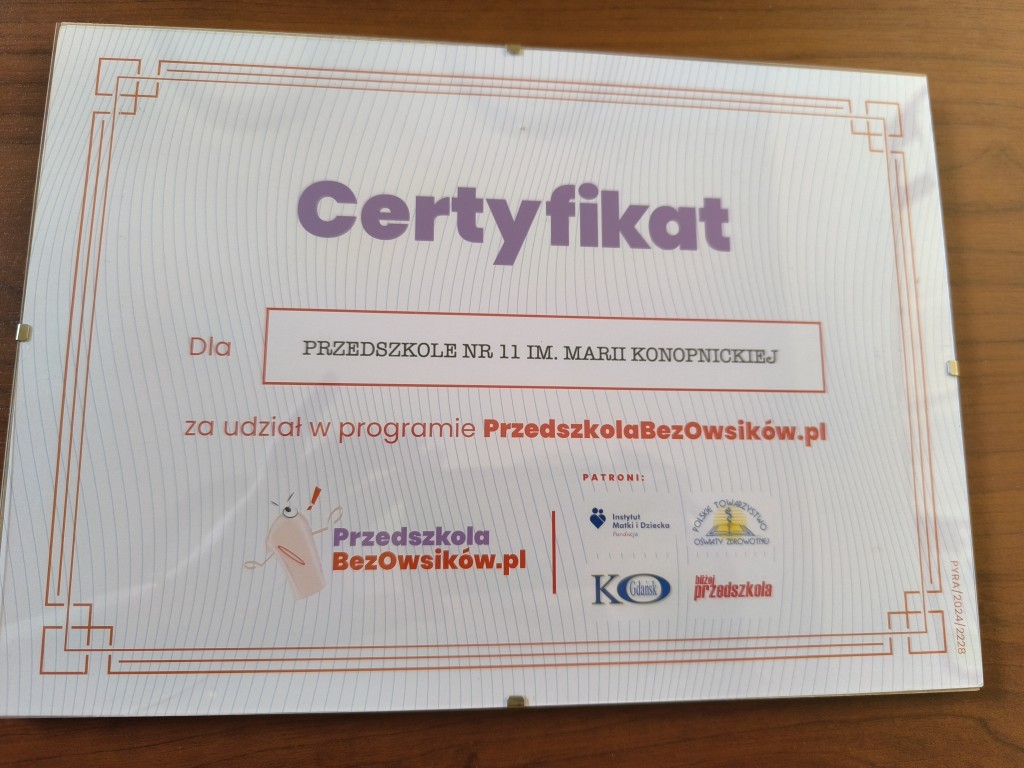 Certyfikat
Dla
PRZEDSZKOLE NR 11 IM. MARII KONOPNICKIEJ
za udział w programie PrzedszkolaBezOwsików.pl
Przedszkola
BezOwsików.pl
PATRONI:
Instytut
Matki i Dziecka
Fundacja
POLSKIE TOWARZYSTWO
OŚWIATY ZDROWOTNEJ
KO Gdańsk
bliżej
przedszkola
PYRA/2024/2228